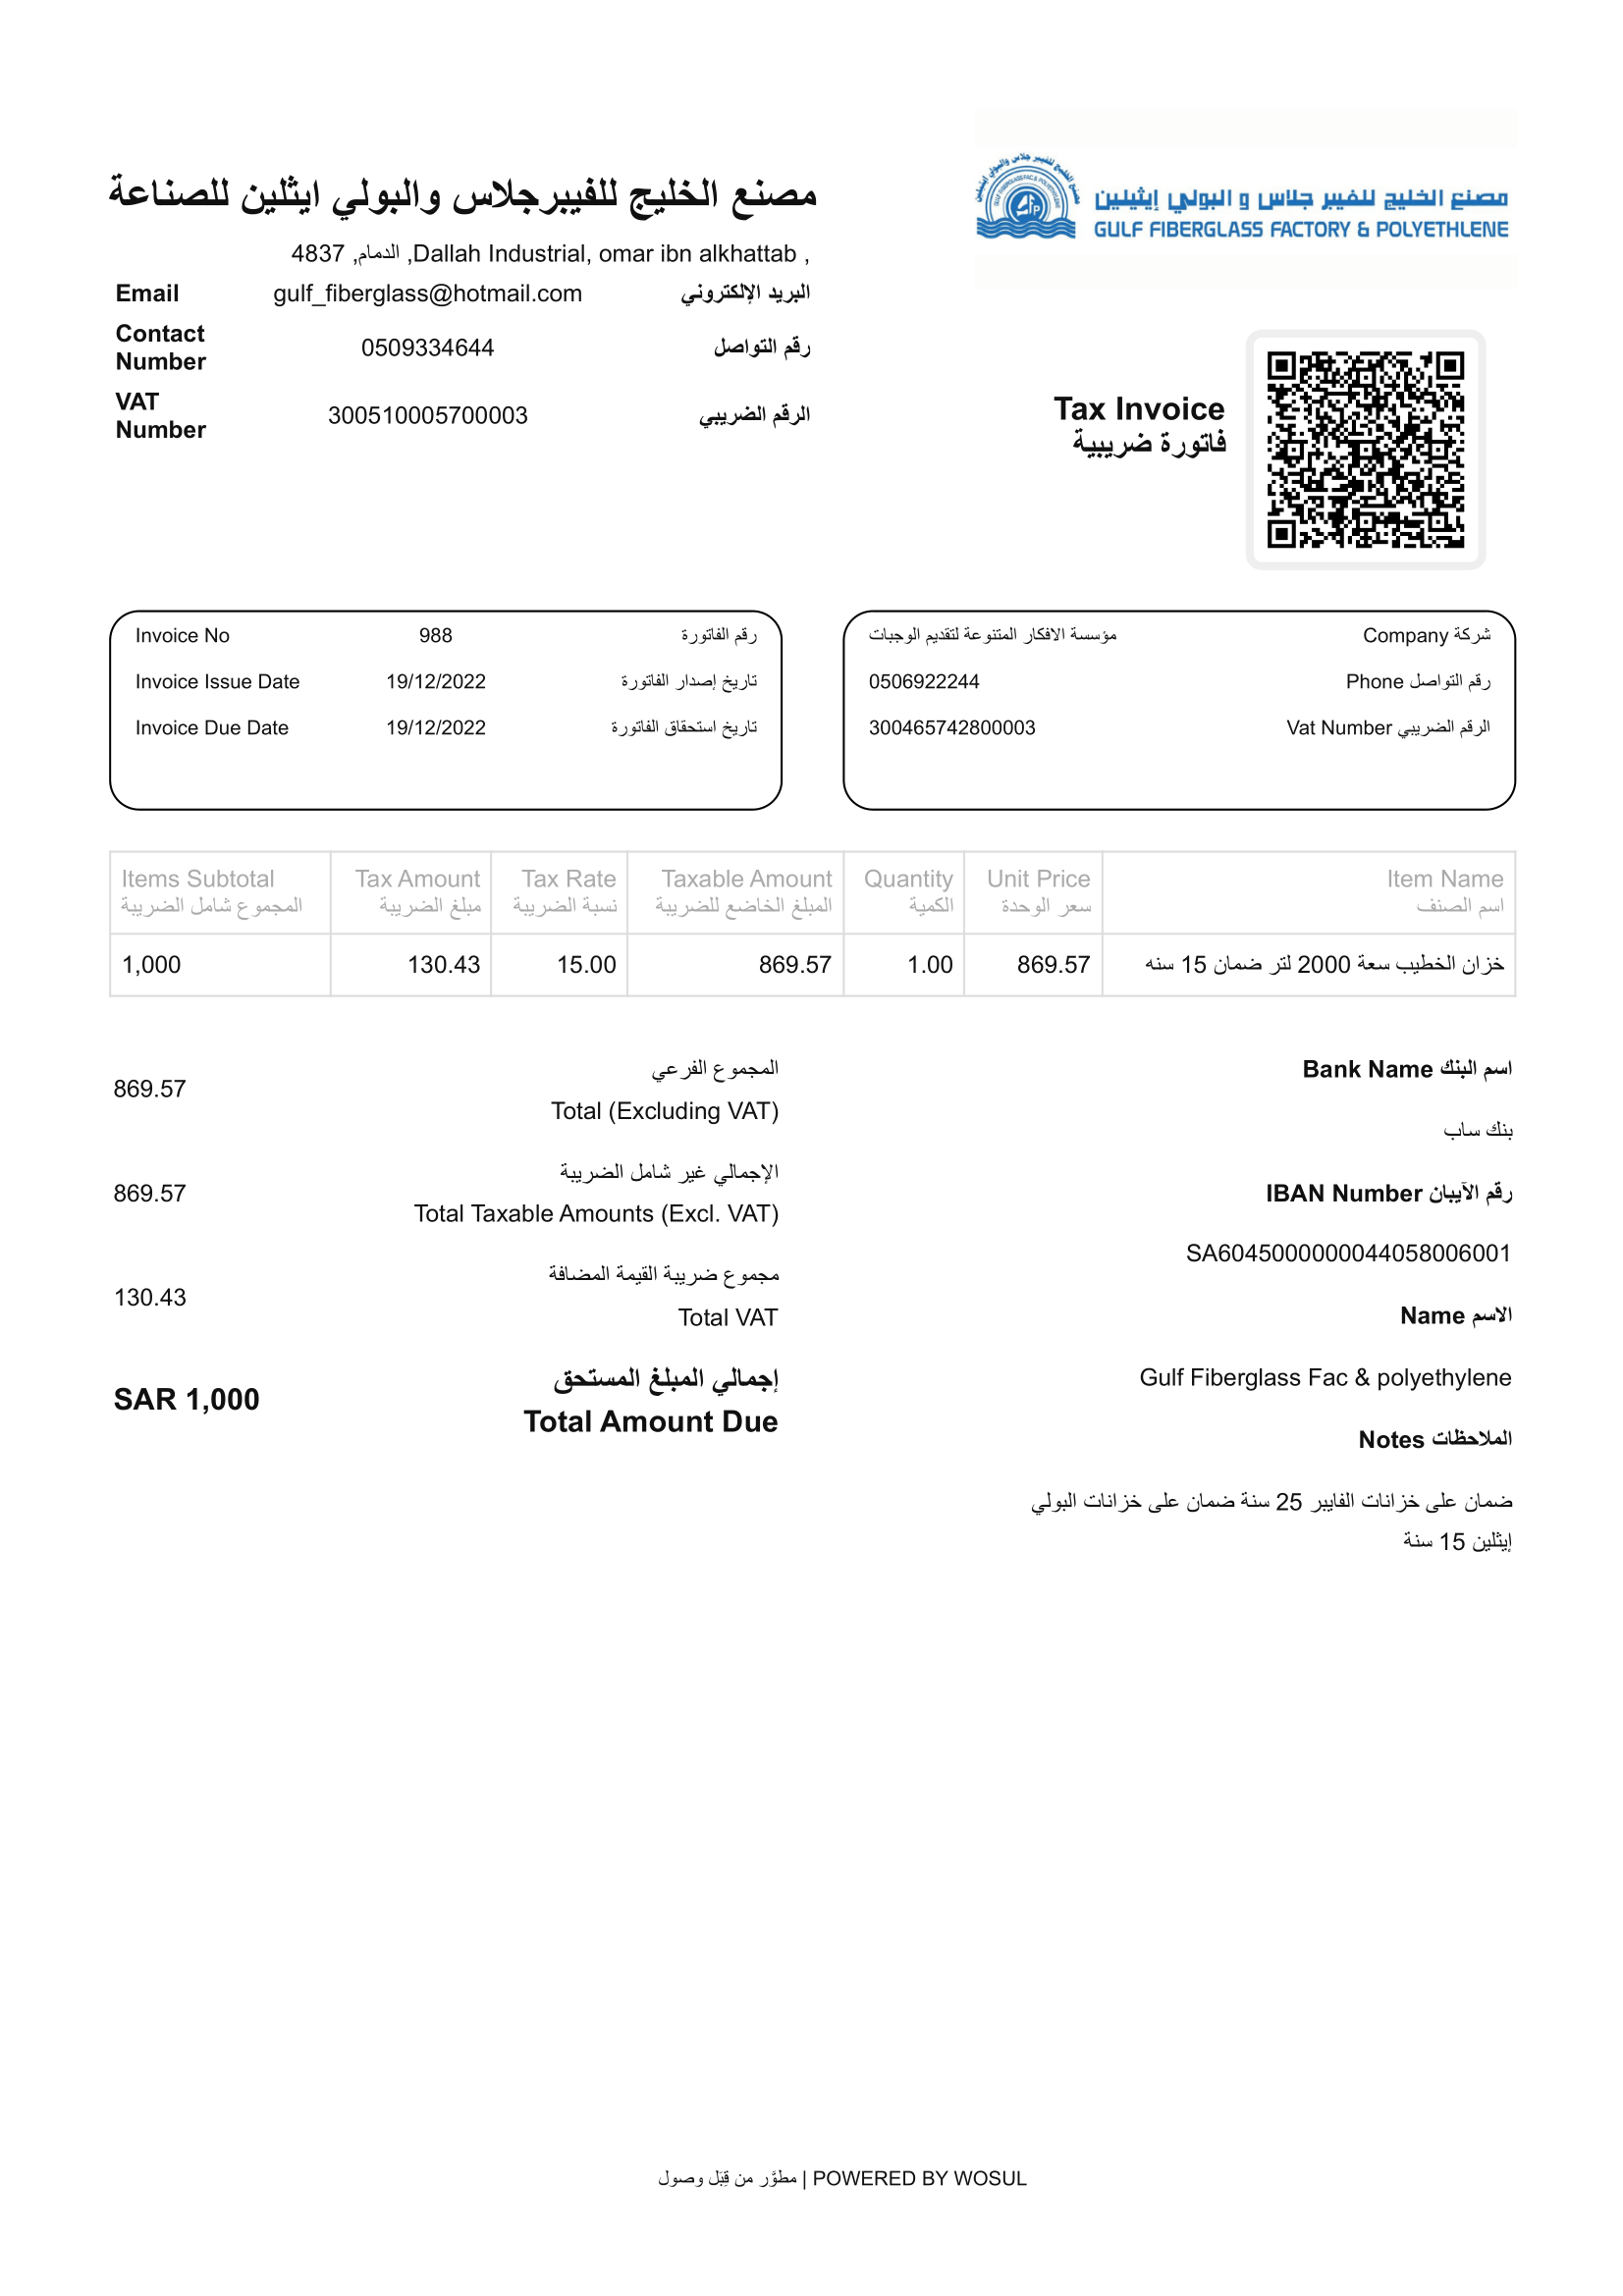 مصنع الخليج للفيبر جلاس و البولي إيثيلين
GULF FIBERGLASS FACTORY & POLYETHLENE
مصنع الخليج للفيبرجلاس والبولي ايثلين للصناعة
4837 ,الدمام ,Dallah Industrial, omar ibn alkhattab ,
Email gulf_fiberglass@hotmail.com البريد الإلكتروني
Contact Number 0509334644 رقم التواصل
VAT Number 300510005700003 الرقم الضريبي
Tax Invoice
فاتورة ضريبية
Invoice No 988 رقم الفاتورة
Invoice Issue Date 19/12/2022 تاريخ إصدار الفاتورة
Invoice Due Date 19/12/2022 تاريخ استحقاق الفاتورة
شركة Company مؤسسة الافكار المتنوعة لتقديم الوجبات
رقم التواصل Phone 0506922244
الرقم الضريبي Vat Number 300465742800003
Items Subtotal Tax Amount Tax Rate Taxable Amount Quantity Unit Price Item Name
المجموع شامل الضريبة مبلغ الضريبة نسبة الضريبة المبلغ الخاضع للضريبة الكمية سعر الوحدة اسم الصنف
1,000 130.43 15.00 869.57 1.00 869.57 خزان الخطيب سعة 2000 لتر ضمان 15 سنه
المجموع الفرعي
Total (Excluding VAT)
869.57
الإجمالي غير شامل الضريبة
Total Taxable Amounts (Excl. VAT)
869.57
مجموع ضريبة القيمة المضافة
Total VAT
130.43
إجمالي المبلغ المستحق
Total Amount Due
SAR 1,000
اسم البنك Bank Name
بنك ساب
رقم الآيبان IBAN Number
SA6045000000044058006001
الاسم Name
Gulf Fiberglass Fac & polyethylene
الملاحظات Notes
ضمان على خزانات الفايبر 25 سنة ضمان على خزانات البولي
إيثلين 15 سنة
مطوَّر من قِبَل وصول | POWERED BY WOSUL